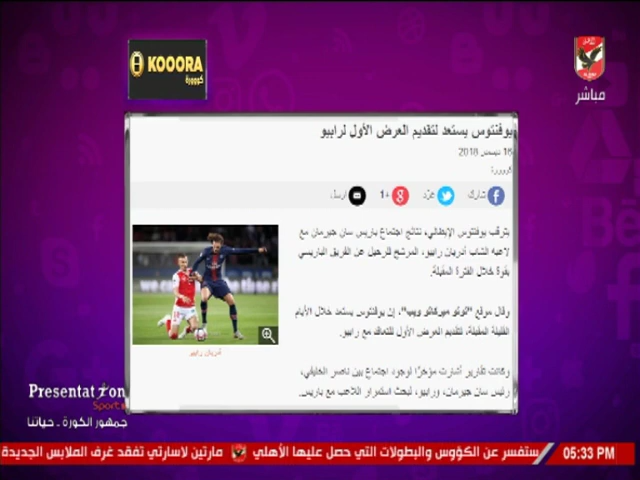 KOOORA
كووورة
مباشر
يوفنتوس يستعد لتقديم العرض الأول لرابيو
16 ديسمبر 2018
كووورة
شارك
غرّد
+1
ارسل
يترقب يوفنتوس الإيطالي، نتائج اجتماع باريس سان جيرمان مع
لاعبه الشاب أدريان رابيو، المرشح للرحيل عن الفريق الباريسي
بقوة خلال الفترة المقبلة.
وقال موقع "توتو ميركاتو ويب"، إن يوفنتوس يستعد خلال الأيام
القليلة المقبلة، لتقديم العرض الأول للتعاقد مع رابيو.
وكانت تقارير أشارت مؤخرًا لوجود اجتماع بين ناصر الخليفي،
رئيس سان جيرمان، ورابيو، لبحث استمرار اللاعب مع باريس.
أدريان رابيو
Presentation
Sports
جمهور الكورة - حياتنا
ستفسر عن الكؤوس والبطولات التي حصل عليها الأهلي
مارتين لاسارتي تفقد غرف الملابس الجديدة
05:33 PM